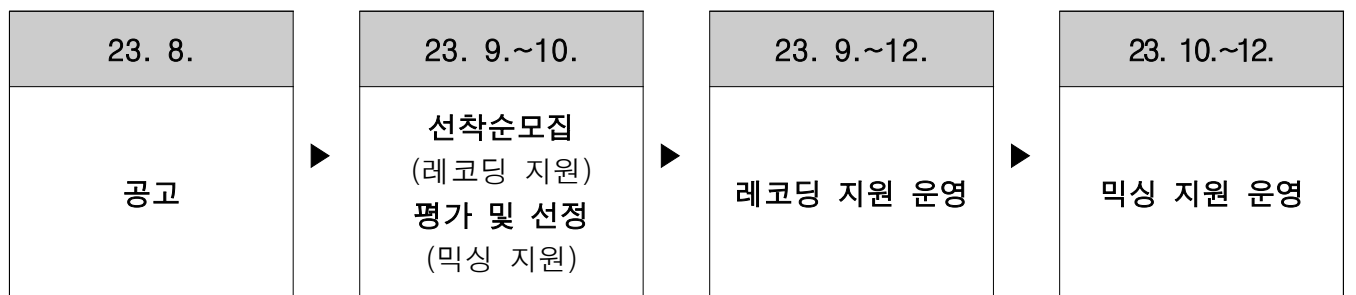 23. 8.
공고
▶
23. 9.~10.
선착순모집
(레코딩 지원)
평가 및 선정
(믹싱 지원)
▶
23. 9.~12.
레코딩 지원 운영
▶
23. 10.~12.
믹싱 지원 운영